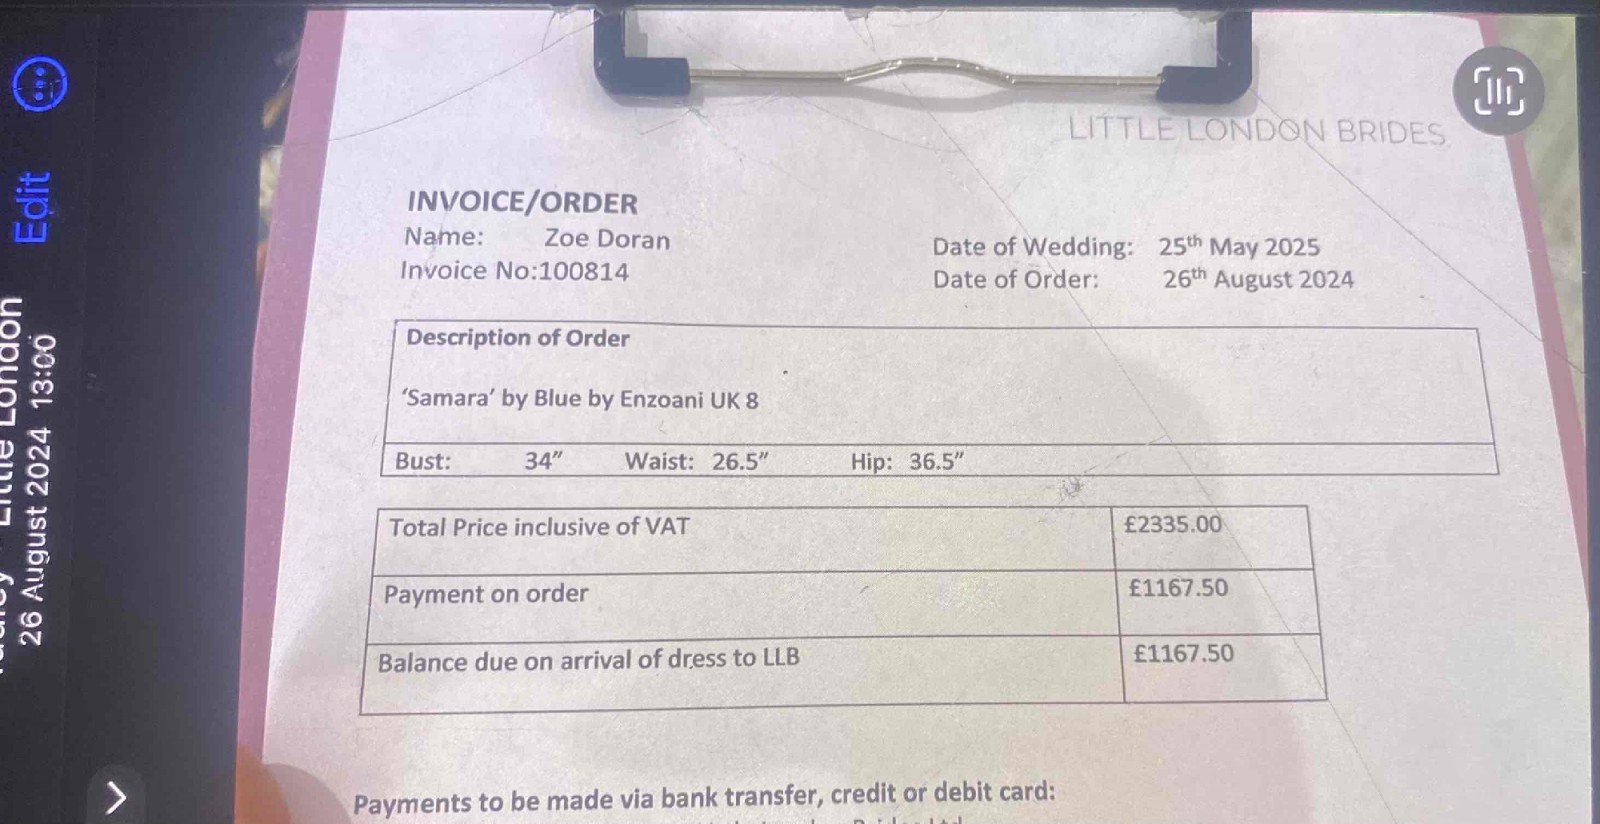 LITTLE LONDON BRIDES
INVOICE/ORDER
Name: Zoe Doran
Invoice No:100814
Date of Wedding: 25th May 2025
Date of Order: 26th August 2024
Description of Order
‘Samara’ by Blue by Enzoani UK 8
Bust: 34” Waist: 26.5” Hip: 36.5”
Total Price inclusive of VAT £2335.00
Payment on order £1167.50
Balance due on arrival of dress to LLB £1167.50
Payments to be made via bank transfer, credit or debit card:
Little London
26 August 2024 13:00
Edit